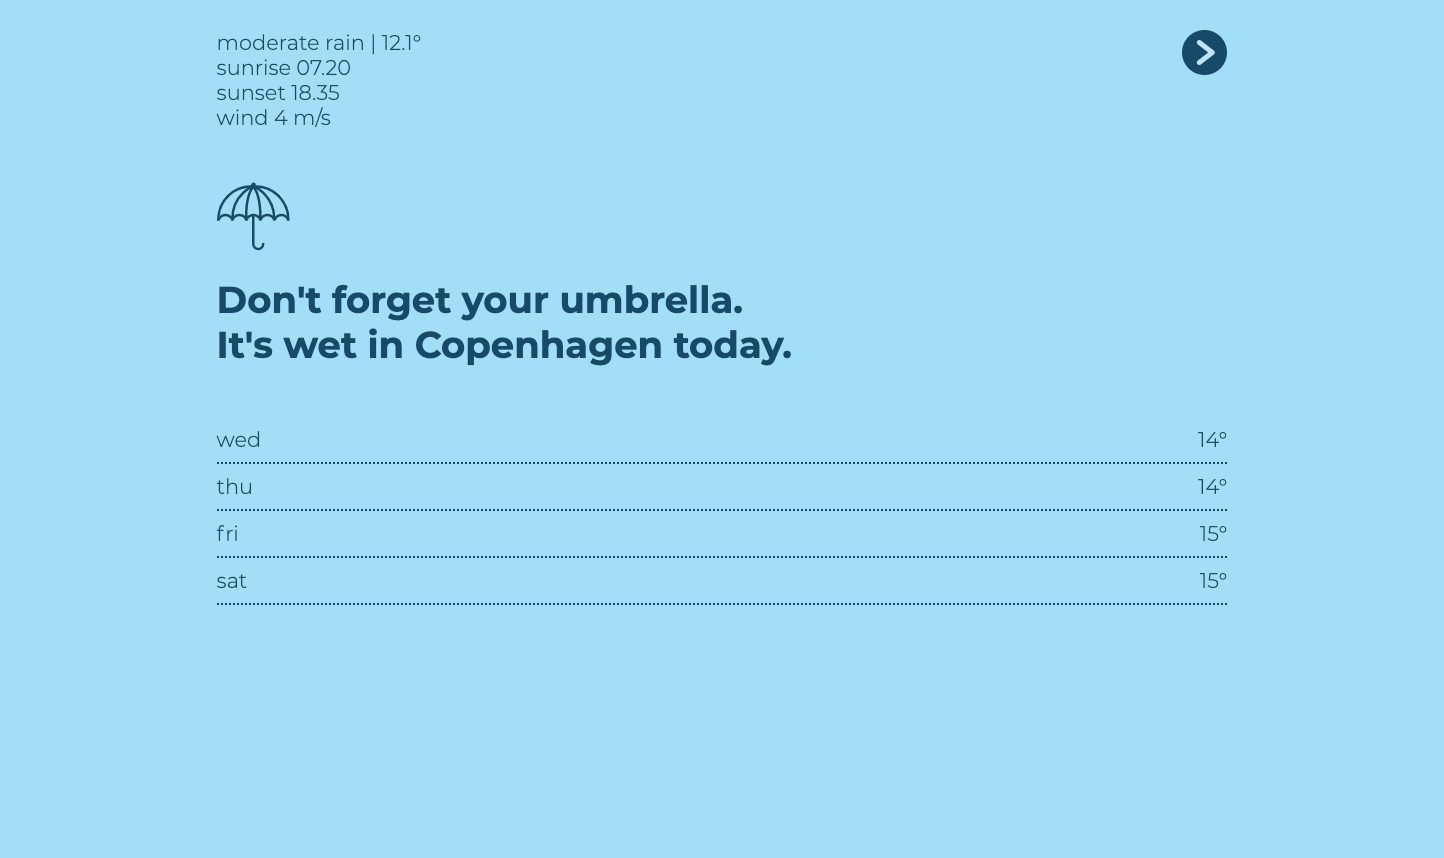 moderate rain | 12.1°
sunrise 07.20
sunset 18.35
wind 4 m/s
Don't forget your umbrella.
It's wet in Copenhagen today.
wed 14°
thu 14°
fri 15°
sat 15°